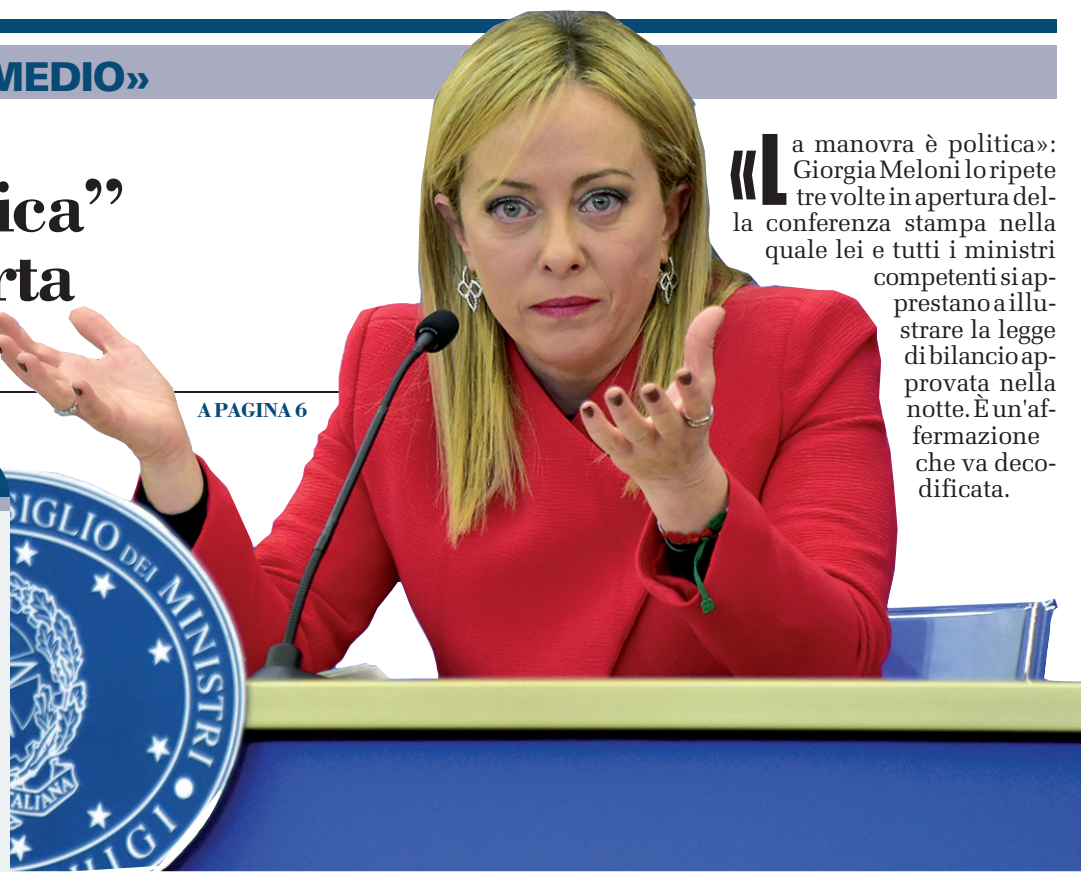 MEDIO»
ica”
rta
A PAGINA 6
«La manovra è politica»:
Giorgia Meloni lo ripete
tre volte in apertura del-
la conferenza stampa nella
quale lei e tutti i ministri
competenti si ap-
prestano a illu-
strare la legge
di bilancio ap-
provata nella
notte. È un'af-
fermazione
che va deco-
dificata.
SIGLIO DEI MINISTRI
ALIANA
HIGI